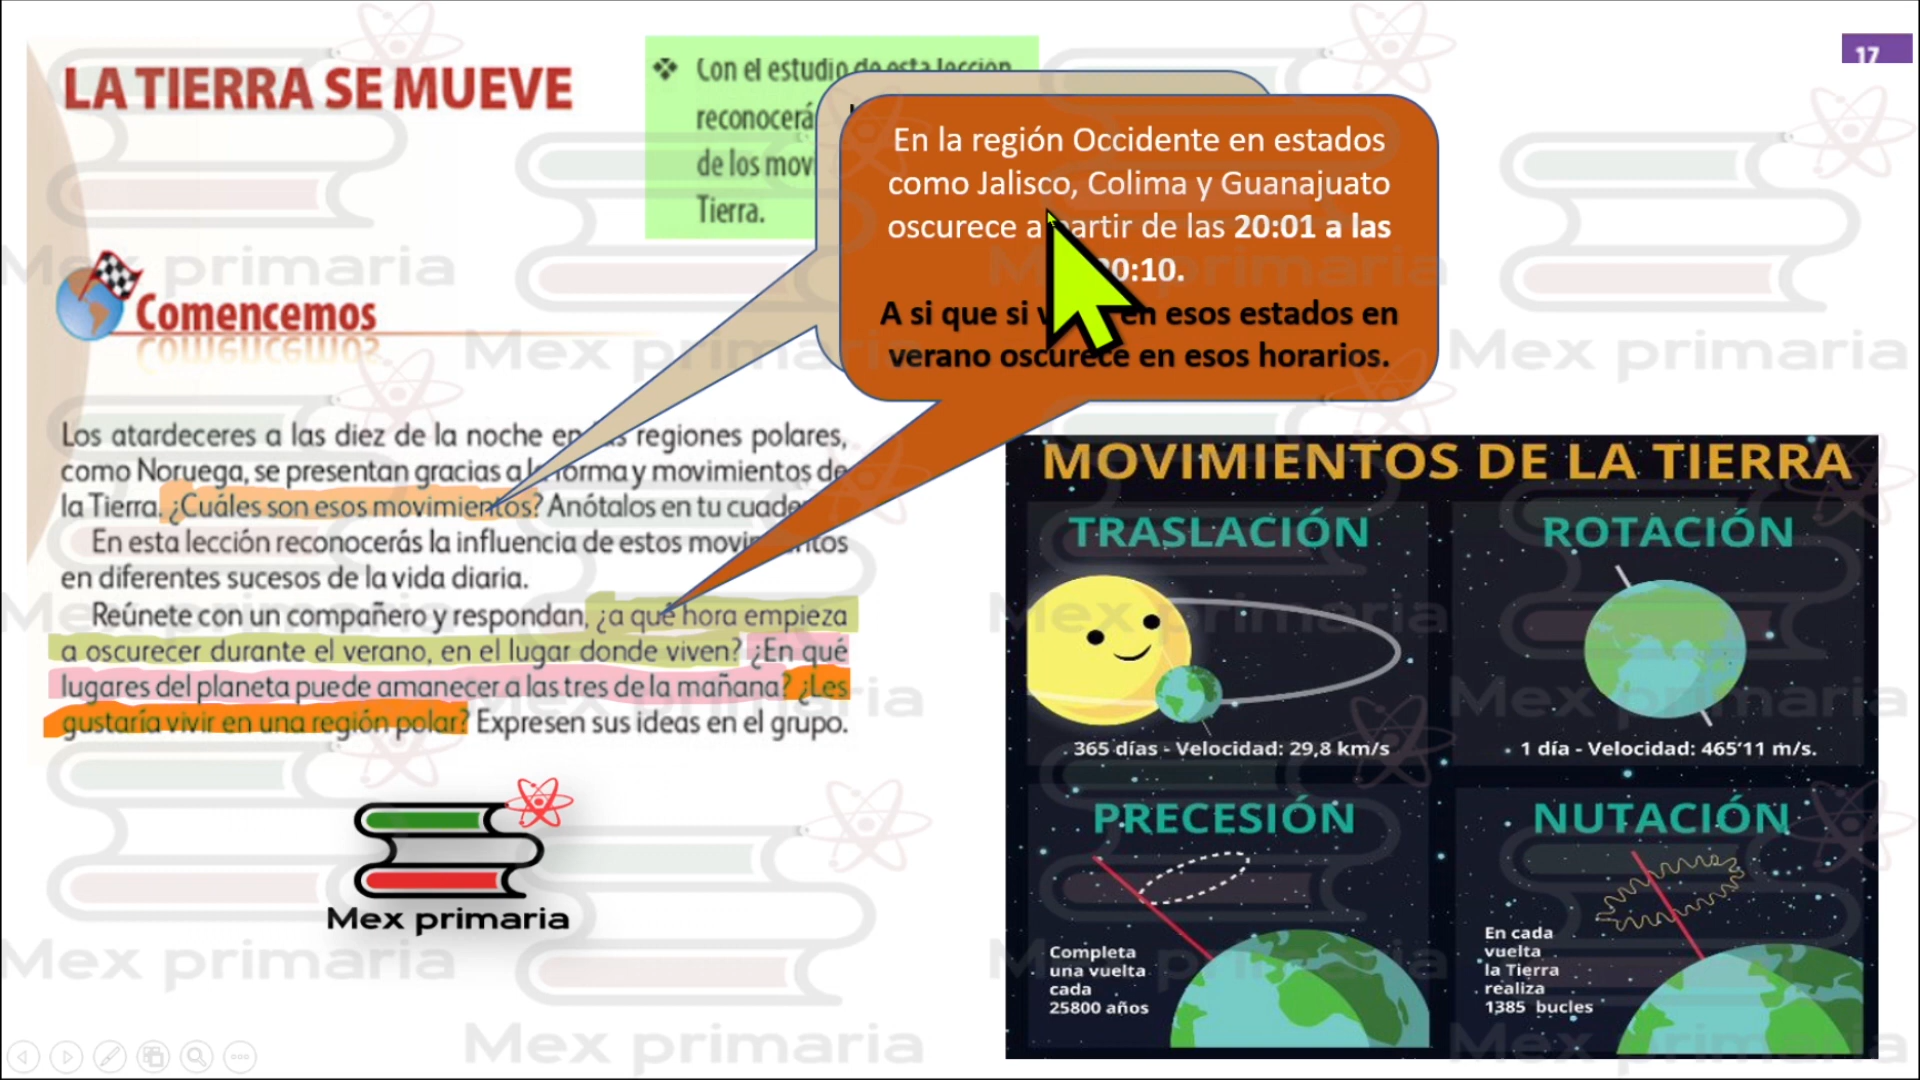 LA TIERRA SE MUEVE
❖ Con el estudio de esta lección
reconocerá
de los mov
Tierra.
17
En la región Occidente en estados
como Jalisco, Colima y Guanajuato
oscurece a partir de las 20:01 a las
0:10.
A si que si v en esos estados en
verano oscurece en esos horarios.
Comencemos
Los atardeceres a las diez de la noche en las regiones polares,
como Noruega, se presentan gracias a la forma y movimientos de
la Tierra. ¿Cuáles son esos movimientos? Anótalos en tu cuade
En esta lección reconocerás la influencia de estos movimientos
en diferentes sucesos de la vida diaria.
Reúnete con un compañero y respondan, ¿a qué hora empieza
a oscurecer durante el verano, en el lugar donde viven? ¿En qué
lugares del planeta puede amanecer a las tres de la mañana? ¿Les
gustaría vivir en una región polar? Expresen sus ideas en el grupo.
Mex primaria
MOVIMIENTOS DE LA TIERRA
TRASLACIÓN
365 días - Velocidad: 29,8 km/s
ROTACIÓN
1 día - Velocidad: 465'11 m/s.
PRECESIÓN
Completa
una vuelta
cada
25800 años
NUTACIÓN
En cada
vuelta
la Tierra
realiza
1385 bucles